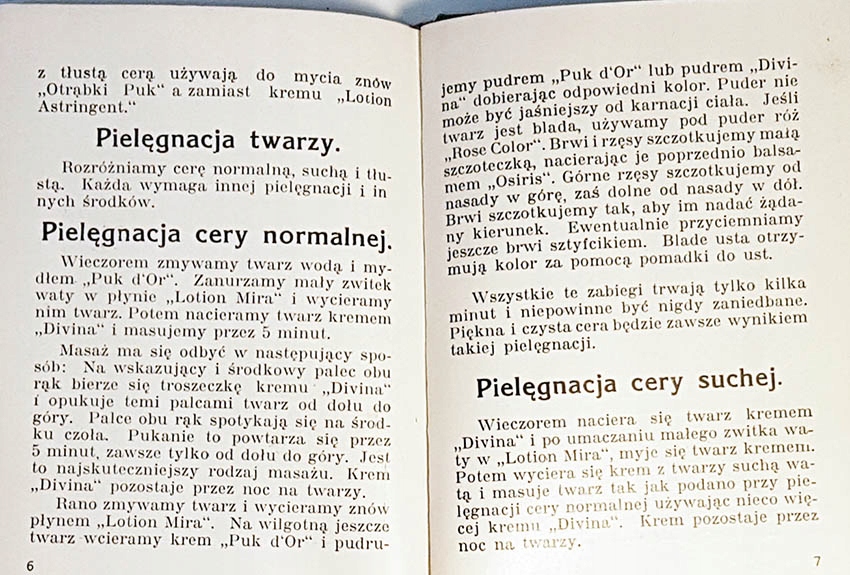 z tłustą cerą używają do mycia znów
„Otrąbki Puk“ a zamiast kremu „Lotion
Astringent.“
Pielęgnacja twarzy.
Rozróżniamy cerę normalną, suchą i tłu-
stą. Każda wymaga innej pielęgnacji i in
nych środków.
Pielęgnacja cery normalnej.
Wieczorem zmywamy twarz wodą i my-
dłem „Puk d‘Or“. Zanurzamy mały zwitek
waty w płynie „Lotion Mira“ i wycieramy
nim twarz. Potem nacieramy twarz kremem
„Divina“ i masujemy przez 5 minut.
Masaż ma się odbyć w następujący spo-
sób: Na wskazujący i środkowy palec obu
rąk bierze się troszeczkę kremu „Divina“
i opukuje temi palcami twarz od dołu do
góry. Palce obu rąk spotykają się na środ-
ku czoła. Pukanie to powtarza się przez
5 minut, zawsze tylko od dołu do góry. Jest
to najskuteczniejszy rodzaj masażu. Krem
„Divina“ pozostaje przez noc na twarzy.
Rano zmywamy twarz i wycieramy znów
płynem „Lotion Mira“. Na wilgotną jeszcze
twarz wcieramy krem „Puk d‘Or“ i pudru-
6
jemy pudrem „Puk d‘Or“ lub pudrem „Divi-
na“ dobierając odpowiedni kolor. Puder nie
może być jaśniejszy od karnacji ciała. Jeśli
twarz jest blada, używamy pod puder róż
„Rose Color“. Brwi i rzęsy szczotkujemy małą
szczoteczką, nacierając je poprzednio balsa-
mem „Osiris“. Górne rzęsy szczotkujemy od
nasady w górę, zaś dolne od nasady w dół.
Brwi szczotkujemy tak, aby im nadać żąda-
ny kierunek. Ewentualnie przyciemniamy
jeszcze brwi sztyfcikiem. Blade usta otrzy-
mują kolor za pomocą pomadki do ust.
Wszystkie te zabiegi trwają tylko kilka
minut i niepowinne być nigdy zaniedbane.
Piękna i czysta cera będzie zawsze wynikiem
takiej pielęgnacji.
Pielęgnacja cery suchej.
Wieczorem naciera się twarz kremem
„Divina“ i po umaczaniu małego zwitka wa-
ty w „Lotion Mira“, myje się twarz kremem.
Potem wyciera się krem z twarzy suchą wa-
tą i masuje twarz tak jak podano przy pie-
lęgnacji cery normalnej używając nieco wię-
cej kremu „Divina“. Krem pozostaje przez
noc na twarzy.
7